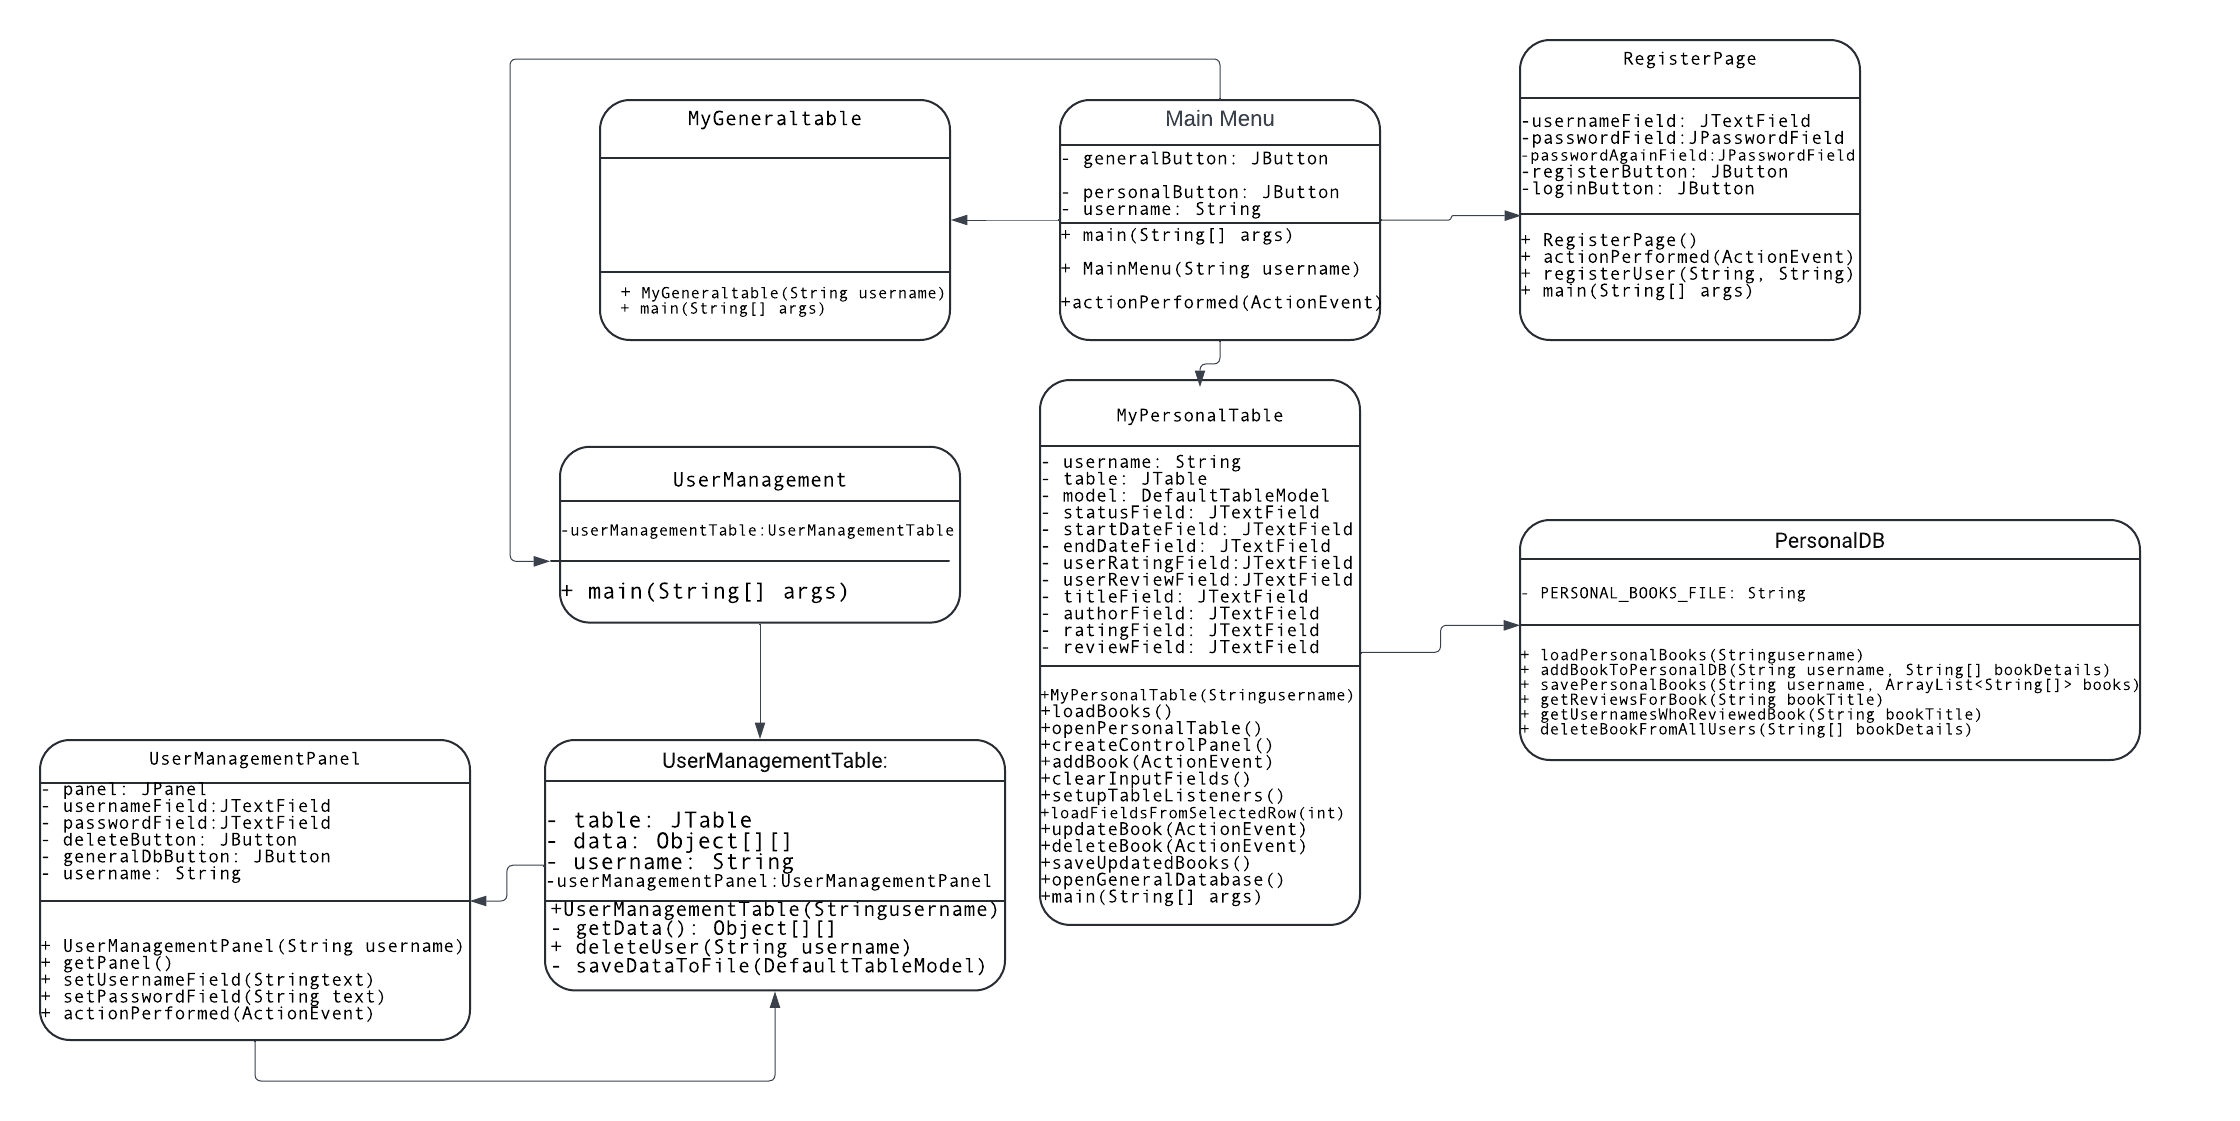 MyGeneraltable
+ MyGeneraltable(String username)
+ main(String[] args)
Main Menu
- generalButton: JButton
- personalButton: JButton
- username: String
+ main(String[] args)
+ MainMenu(String username)
+actionPerformed(ActionEvent)
RegisterPage
-usernameField: JTextField
-passwordField:JPasswordField
-passwordAgainField:JPasswordField
-registerButton: JButton
-loginButton: JButton
+ RegisterPage()
+ actionPerformed(ActionEvent)
+ registerUser(String, String)
+ main(String[] args)
UserManagement
-userManagementTable:UserManagementTable
+ main(String[] args)
MyPersonalTable
- username: String
- table: JTable
- model: DefaultTableModel
- statusField: JTextField
- startDateField: JTextField
- endDateField: JTextField
- userRatingField:JTextField
- userReviewField:JTextField
- titleField: JTextField
- authorField: JTextField
- ratingField: JTextField
- reviewField: JTextField
+MyPersonalTable(Stringusername)
+loadBooks()
+openPersonalTable()
+createControlPanel()
+addBook(ActionEvent)
+clearInputFields()
+setupTableListeners()
+loadFieldsFromSelectedRow(int)
+updateBook(ActionEvent)
+deleteBook(ActionEvent)
+saveUpdatedBooks()
+openGeneralDatabase()
+main(String[] args)
PersonalDB
- PERSONAL_BOOKS_FILE: String
+ loadPersonalBooks(Stringusername)
+ addBookToPersonalDB(String username, String[] bookDetails)
+ savePersonalBooks(String username, ArrayList<String[]> books)
+ getReviewsForBook(String bookTitle)
+ getUsernamesWhoReviewedBook(String bookTitle)
+ deleteBookFromAllUsers(String[] bookDetails)
UserManagementPanel
- panel: JPanel
- usernameField:JTextField
- passwordField:JTextField
- deleteButton: JButton
- generalDbButton: JButton
- username: String
+ UserManagementPanel(String username)
+ getPanel()
+ setUsernameField(Stringtext)
+ setPasswordField(String text)
+ actionPerformed(ActionEvent)
UserManagementTable:
- table: JTable
- data: Object[][]
- username: String
-userManagementPanel:UserManagementPanel
+UserManagementTable(Stringusername)
- getData(): Object[][]
+ deleteUser(String username)
- saveDataToFile(DefaultTableModel)